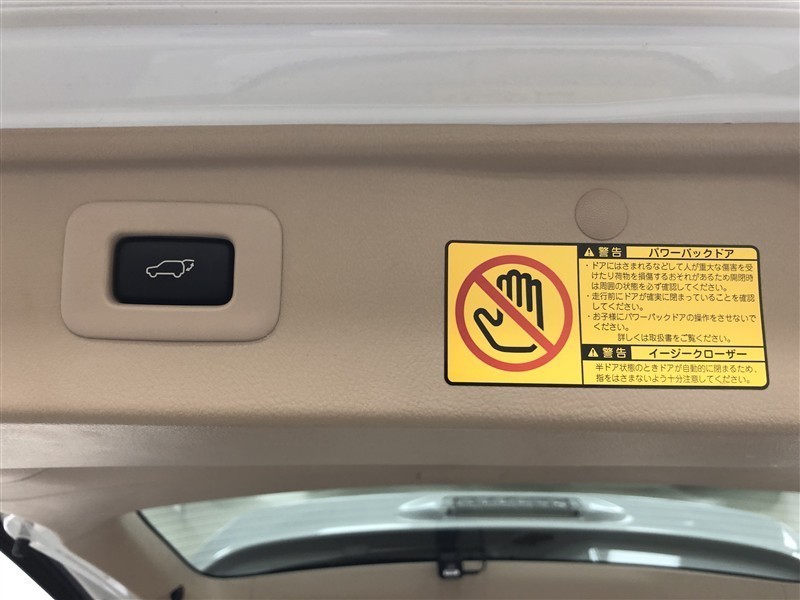 警告 パワーバックドア
・ドアにはさまれるなどして人が重大な傷害を受
けたり荷物を損傷するおそれがあるため開閉時
は周囲の状態を必ず確認してください。
・走行前にドアが確実に閉まっていることを確認
してください。
・お子様にパワーバックドアの操作をさせないで
ください。
詳しくは取扱書をご覧ください。
警告 イージークローザー
半ドア状態のときドアが自動的に閉まるため、
指をはさまないよう十分注意してください。